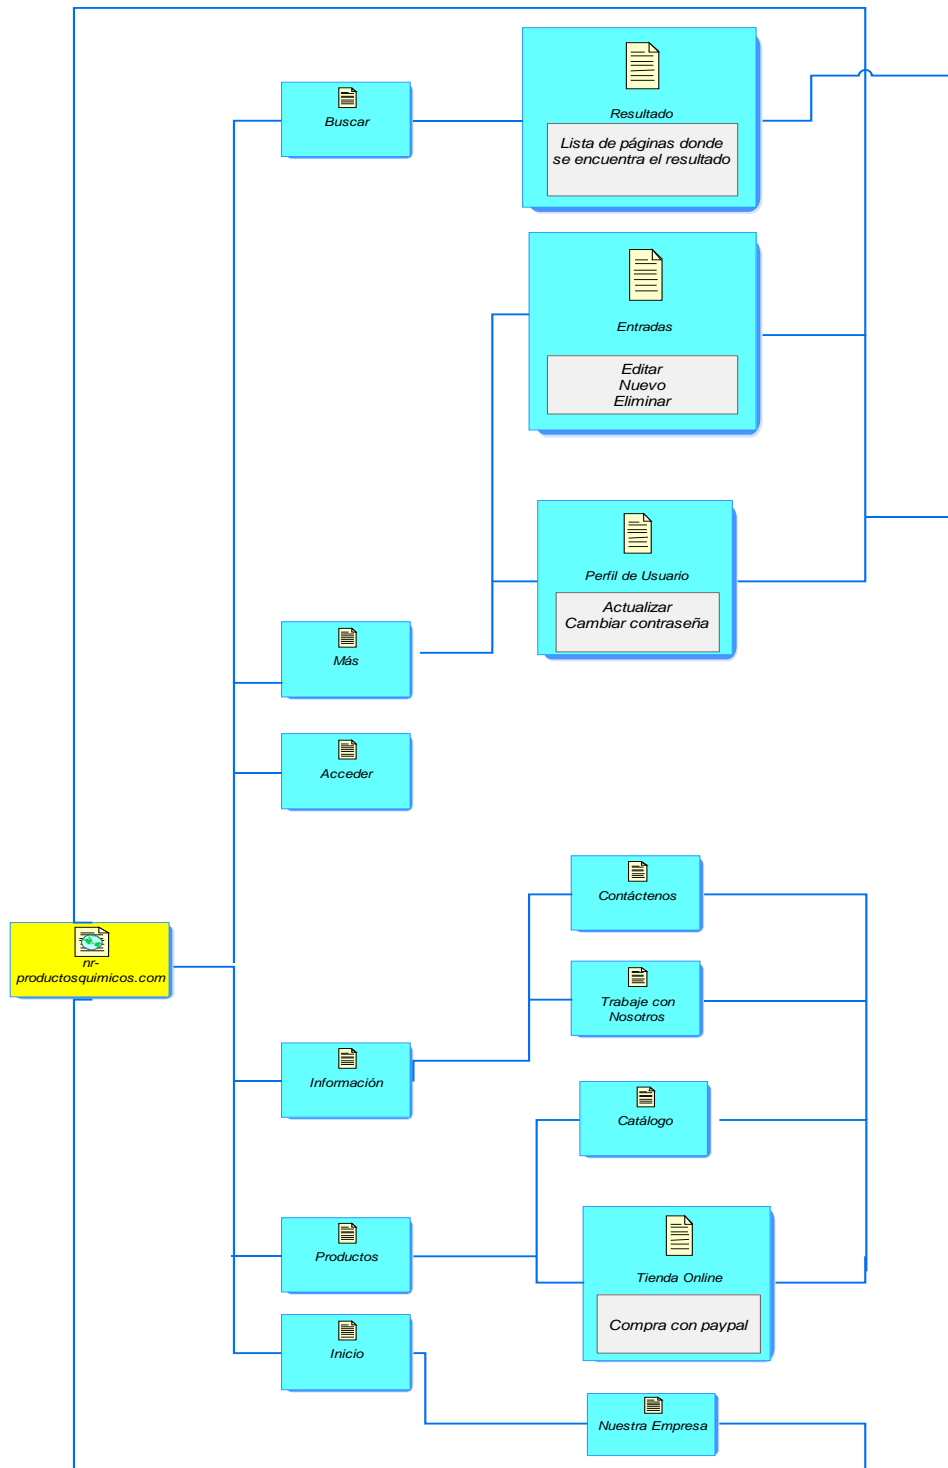 Buscar
Resultado
Lista de páginas donde
se encuentra el resultado
Entradas
Editar
Nuevo
Eliminar
Perfil de Usuario
Actualizar
Cambiar contraseña
Más
Acceder
Contáctenos
nr-
productosquimicos.com
Trabaje con
Nosotros
Información
Catálogo
Productos
Tienda Online
Compra con paypal
Inicio
Nuestra Empresa